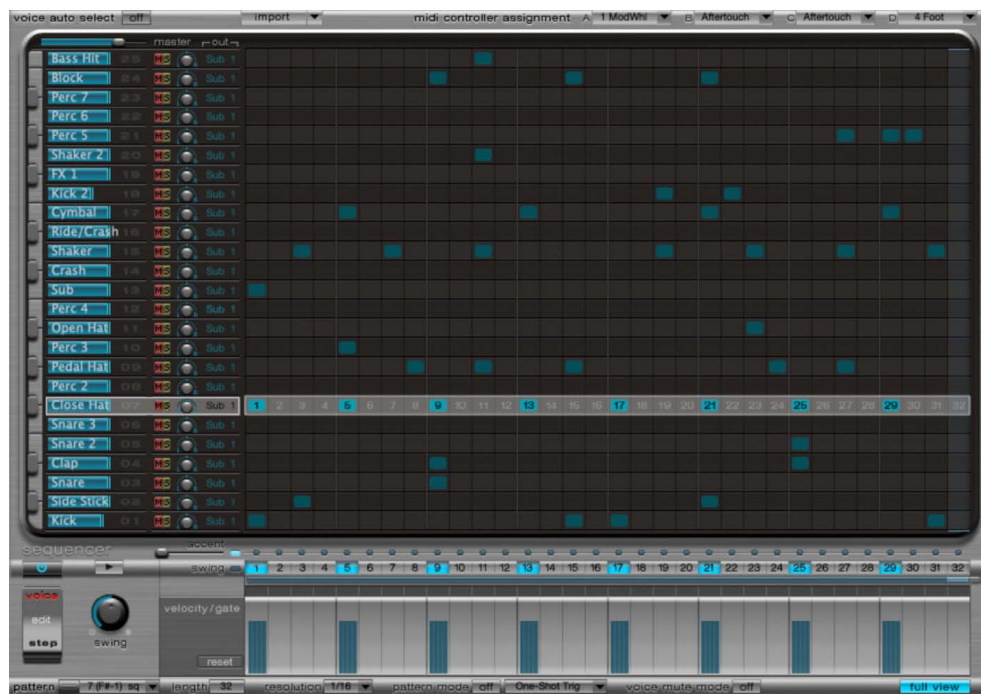 voice auto select off import midi controller assignment A 1 ModWhl B Aftertouch C Aftertouch D 4 Foot
master out
Bass Hit 25 M S Sub 1
Block 24 M S Sub 1
Perc 7 23 M S Sub 1
Perc 6 22 M S Sub 1
Perc 5 21 M S Sub 1
Shaker 2 20 M S Sub 1
FX 1 19 M S Sub 1
Kick 2 18 M S Sub 1
Cymbal 17 M S Sub 1
Ride/Crash 16 M S Sub 1
Shaker 15 M S Sub 1
Crash 14 M S Sub 1
Sub 13 M S Sub 1
Perc 4 12 M S Sub 1
Open Hat 11 M S Sub 1
Perc 3 10 M S Sub 1
Pedal Hat 09 M S Sub 1
Perc 2 08 M S Sub 1
Close Hat 07 M S Sub 1 1 2 3 4 5 6 7 8 9 10 11 12 13 14 15 16 17 18 19 20 21 22 23 24 25 26 27 28 29 30 31 32
Snare 3 06 M S Sub 1
Snare 2 05 M S Sub 1
Clap 04 M S Sub 1
Snare 03 M S Sub 1
Side Stick 02 M S Sub 1
Kick 01 M S Sub 1
sequencer accent
swing 1 2 3 4 5 6 7 8 9 10 11 12 13 14 15 16 17 18 19 20 21 22 23 24 25 26 27 28 29 30 31 32
voice
edit
step
swing
velocity/gate
reset
pattern 7 (F#-1) sq length 32 resolution 1/16 pattern mode off One-Shot Trig voice mute mode off full view